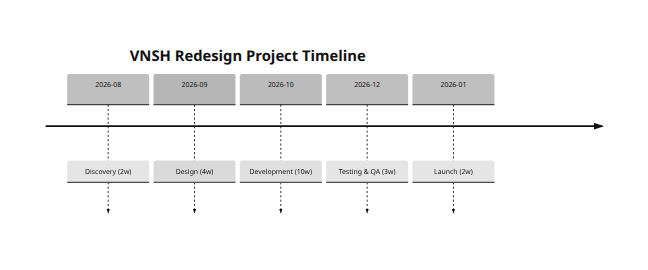 VNSH Redesign Project Timeline
2026-08
2026-09
2026-10
2026-12
2026-01
Discovery (2w)
Design (4w)
Development (10w)
Testing & QA (3w)
Launch (2w)